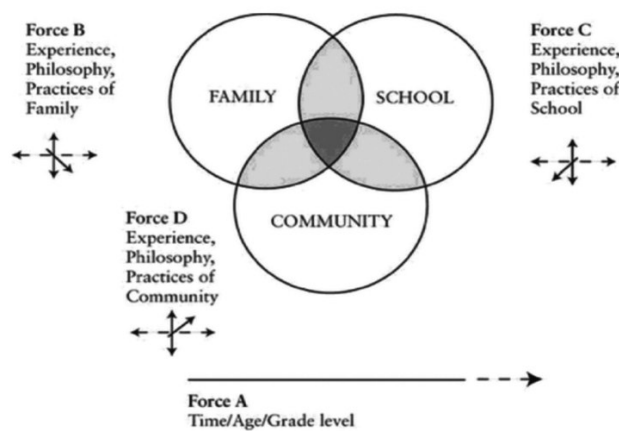 Force B
Experience,
Philosophy,
Practices of
Family
FAMILY
SCHOOL
COMMUNITY
Force C
Experience,
Philosophy,
Practices of
School
Force D
Experience,
Philosophy,
Practices of
Community
Force A
Time/Age/Grade level